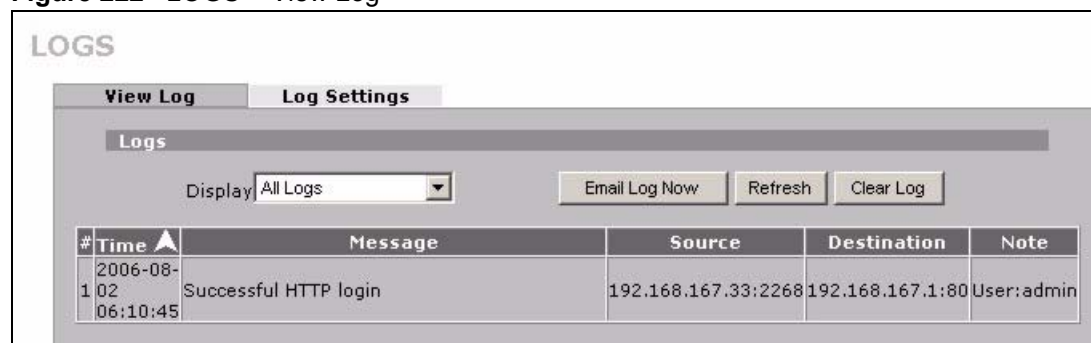 LOGS
View Log Log Settings
Logs
Display All Logs Email Log Now Refresh Clear Log
# Time Message Source Destination Note
2006-08-
1 02 Successful HTTP login 192.168.167.33:2268 192.168.167.1:80 User:admin
06:10:45